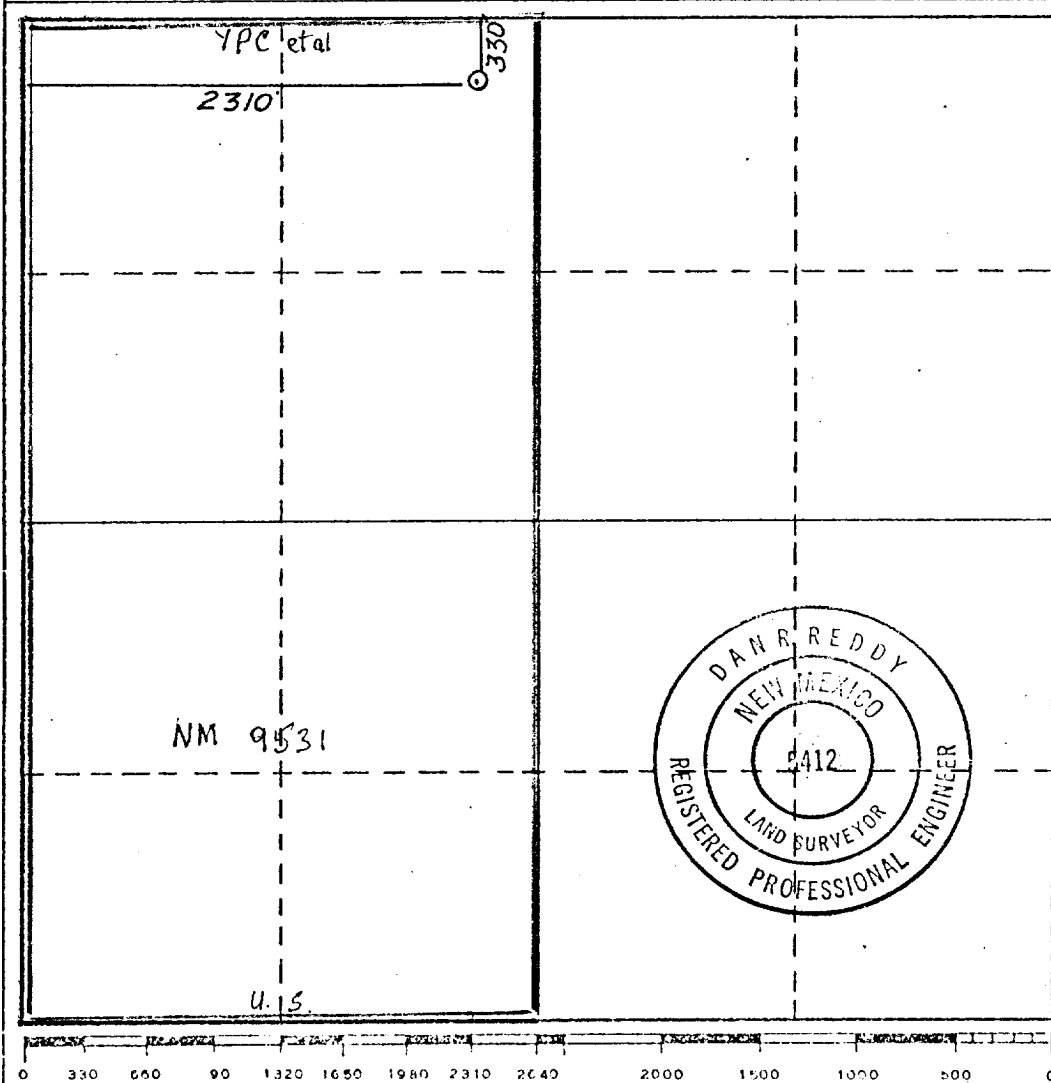 YPC etal
330
2310'
NM 9531
DAN R REDDY
NEW MEXICO
5412
LAND SURVEYOR
REGISTERED PROFESSIONAL ENGINEER
U.S.
0 330 660 90 1320 1650 1980 2310 2640 2000 1500 1000 500 0